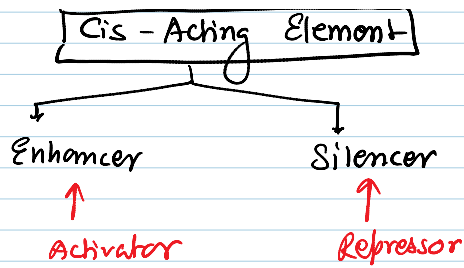 Cis - Acting Element
Enhancer Silencer
Activator Repressor